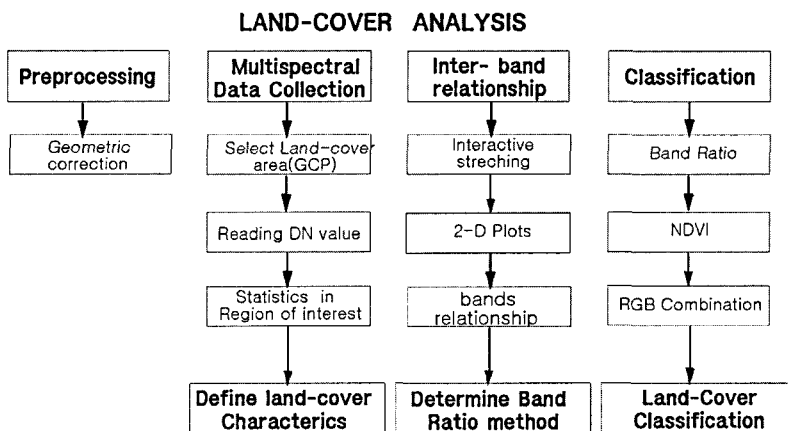 LAND-COVER ANALYSIS
Preprocessing
Geometric
correction
Multispectral
Data Collection
Select Land-cover
area(GCP)
Reading DN value
Statistics in
Region of interest
Define land-cover
Characterics
Inter- band
relationship
Interactive
streching
2-D Plots
bands
relationship
Determine Band
Ratio method
Classification
Band Ratio
NDVI
RGB Combination
Land-Cover
Classification